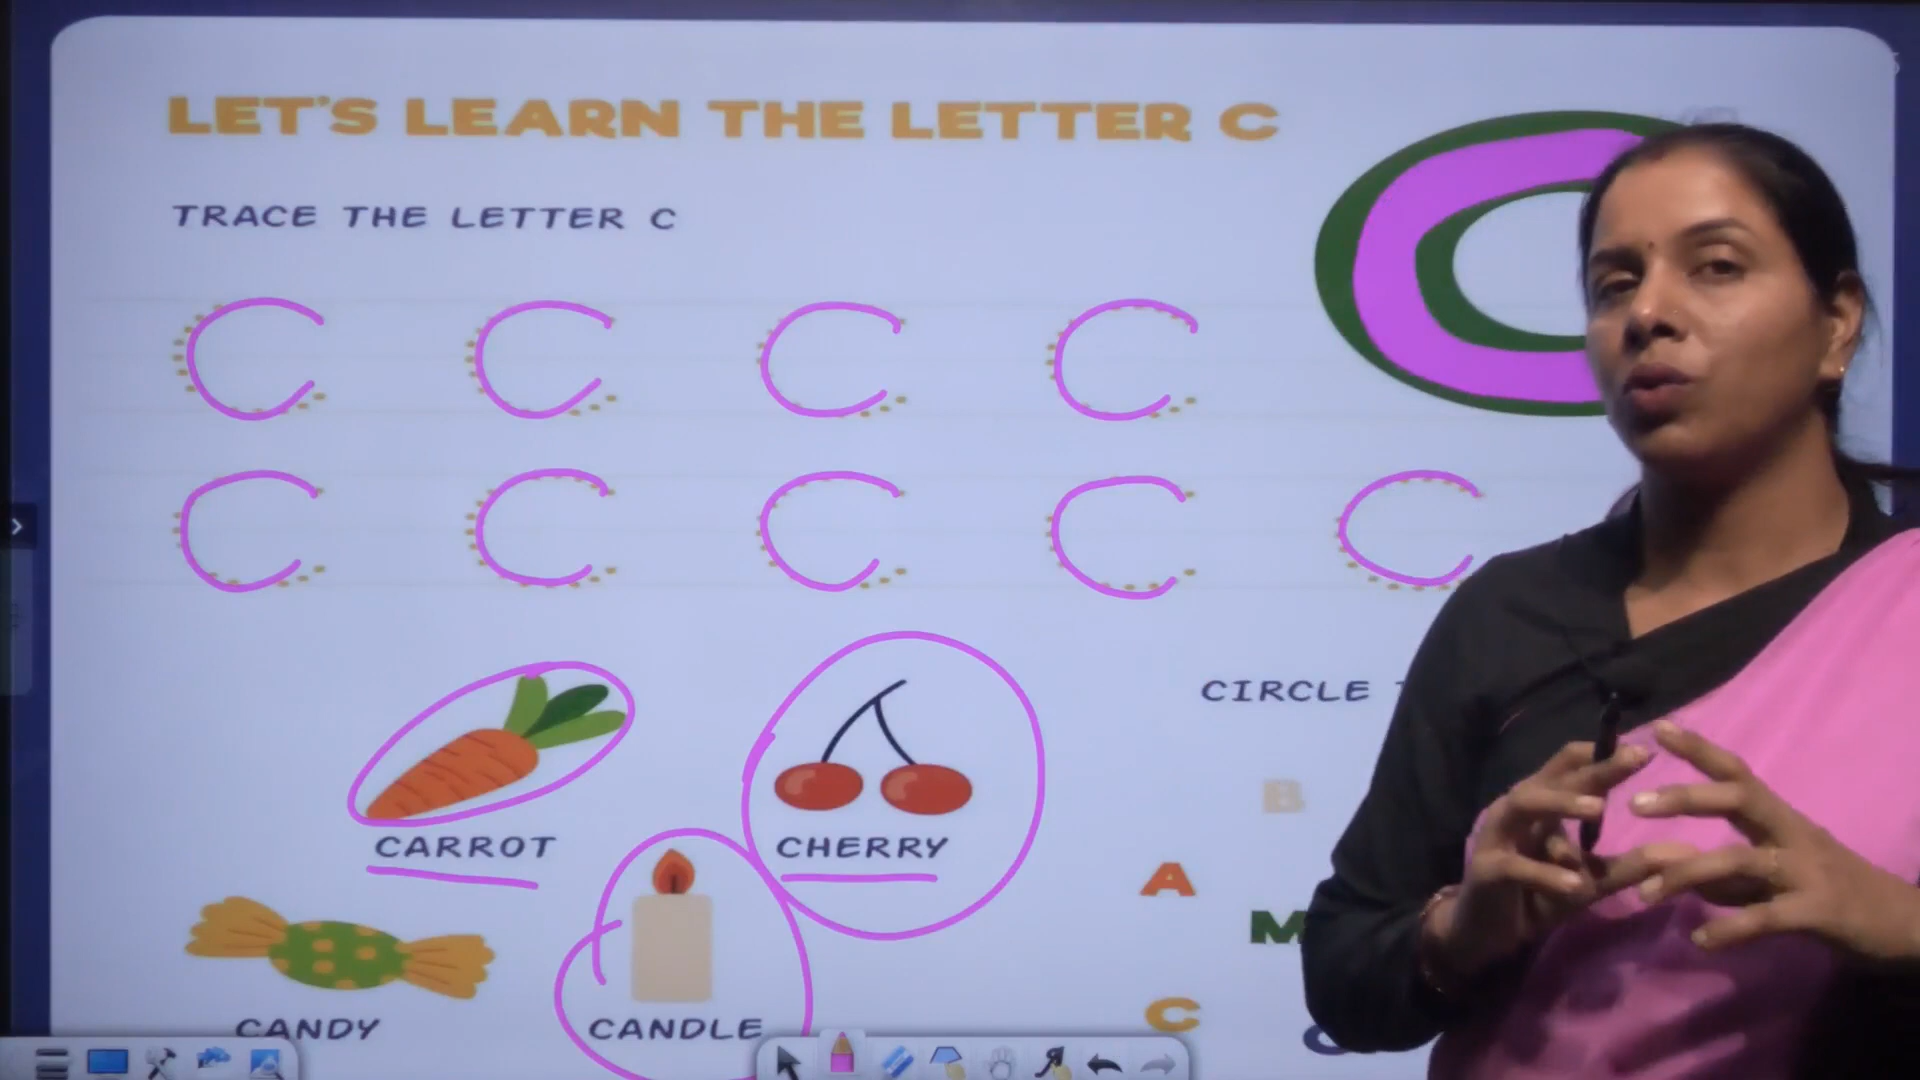 LET'S LEARN THE LETTER C
TRACE THE LETTER C
C C C C
C C C C C
CARROT
CHERRY
CANDY
CANDLE
CIRCLE
B
A
M
C